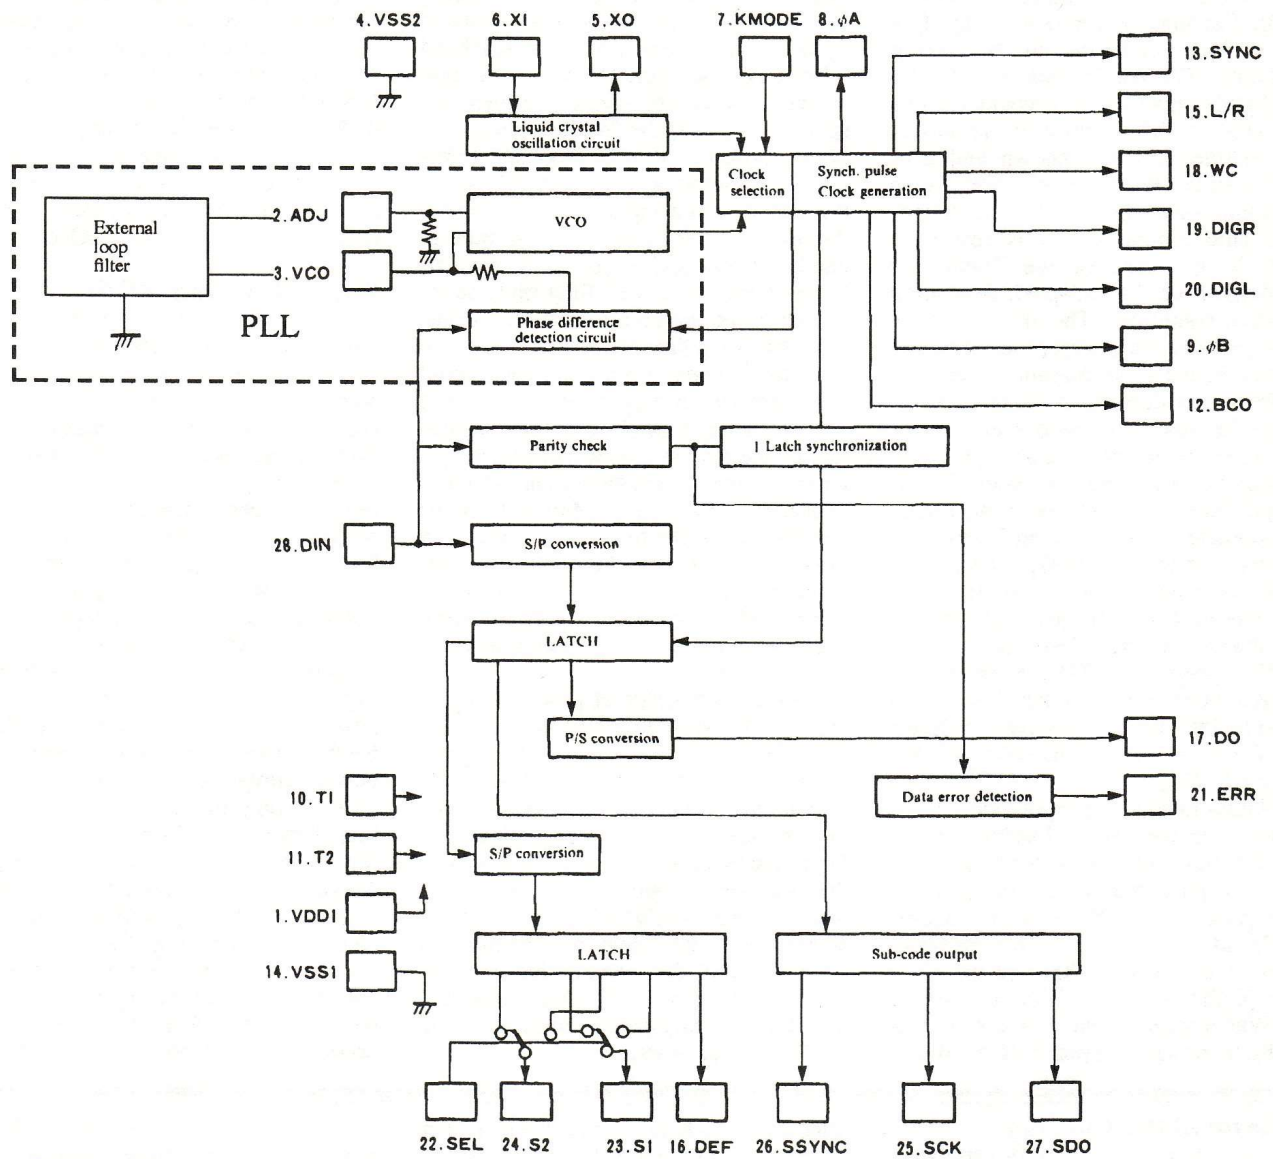 4.VSS2
6.XI
5.XO
7.KMODE
8.φA
13.SYNC
Liquid crystal
oscillation circuit
15.L/R
Clock
selection
Synch. pulse
Clock generation
18.WC
External
loop
filter
2.ADJ
VCO
19.DIGR
3.VCO
20.DIGL
PLL
Phase difference
detection circuit
9.φB
12.BCO
Parity check
| Latch synchronization
28.DIN
S/P conversion
LATCH
P/S conversion
17.DO
10.T1
Data error detection
21.ERR
11.T2
S/P conversion
1.VDD1
14.VSS1
LATCH
Sub-code output
22.SEL
24.S2
23.S1
16.DEF
26.SSYNC
25.SCK
27.SDO